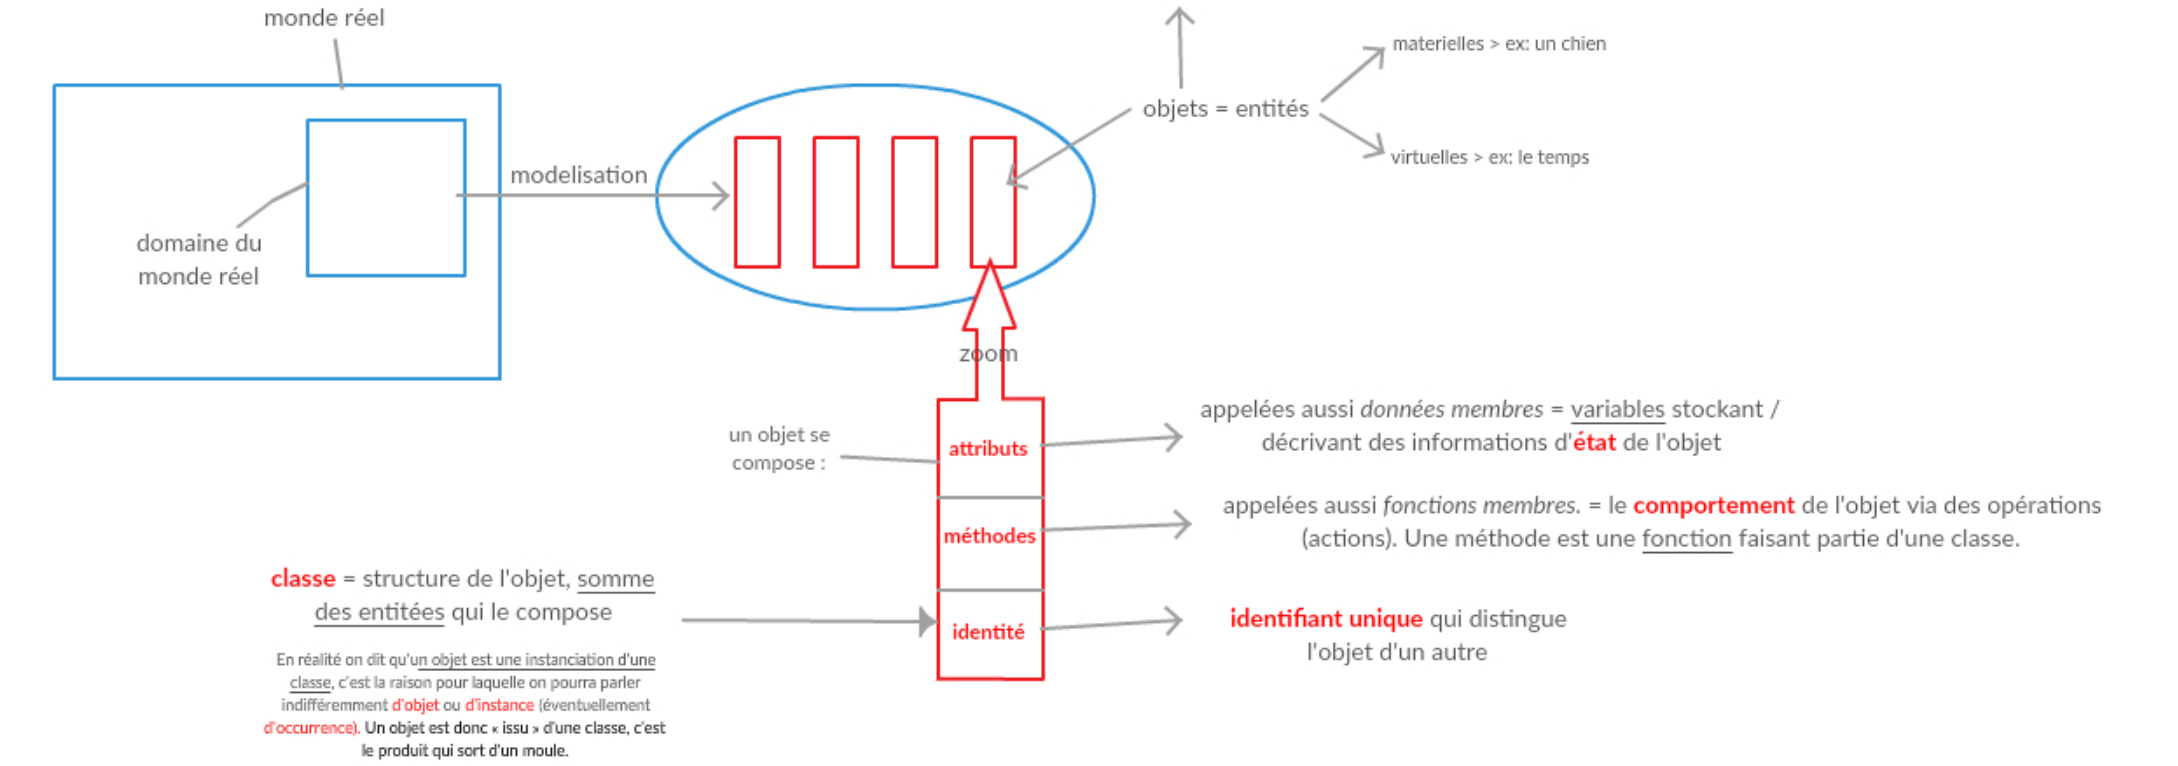 monde réel
materielles > ex: un chien
objets = entités
virtuelles > ex: le temps
modelisation
domaine du
monde réel
zoom
un objet se
compose :
attributs
appelées aussi données membres = variables stockant /
décrivant des informations d'état de l'objet
méthodes
appelées aussi fonctions membres. = le comportement de l'objet via des opérations
(actions). Une méthode est une fonction faisant partie d'une classe.
classe = structure de l'objet, somme
des entitées qui le compose
identité
identifiant unique qui distingue
l'objet d'un autre
En réalité on dit qu'un objet est une instanciation d'une
classe, c'est la raison pour laquelle on pourra parler
indifféremment d'objet ou d'instance (éventuellement
d'occurrence). Un objet est donc « issu » d'une classe, c'est
le produit qui sort d'un moule.